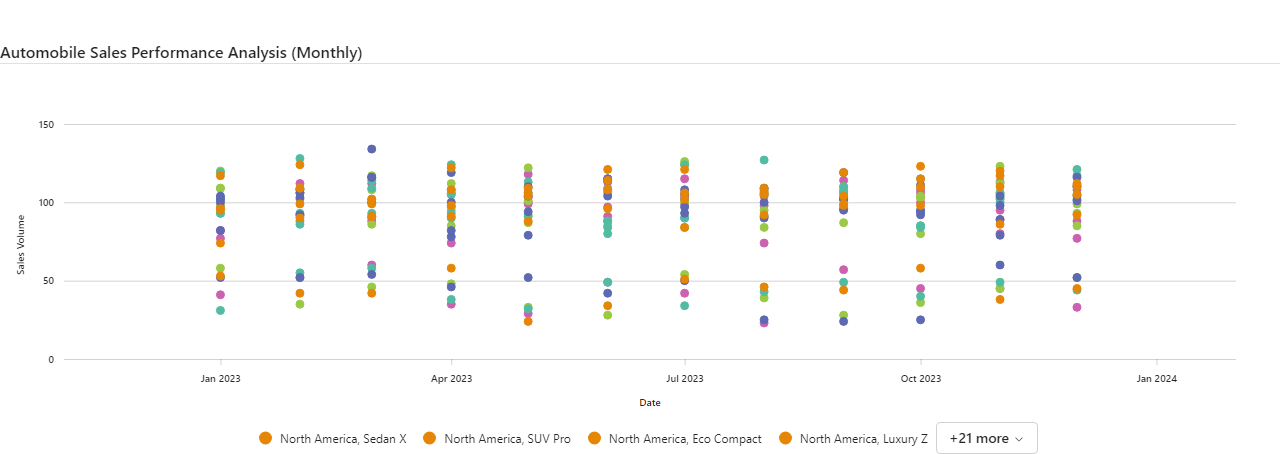 Automobile Sales Performance Analysis (Monthly)
150
100
50
0
Sales Volume
Jan 2023 Apr 2023 Jul 2023 Oct 2023 Jan 2024
Date
North America, Sedan X North America, SUV Pro North America, Eco Compact North America, Luxury Z +21 more